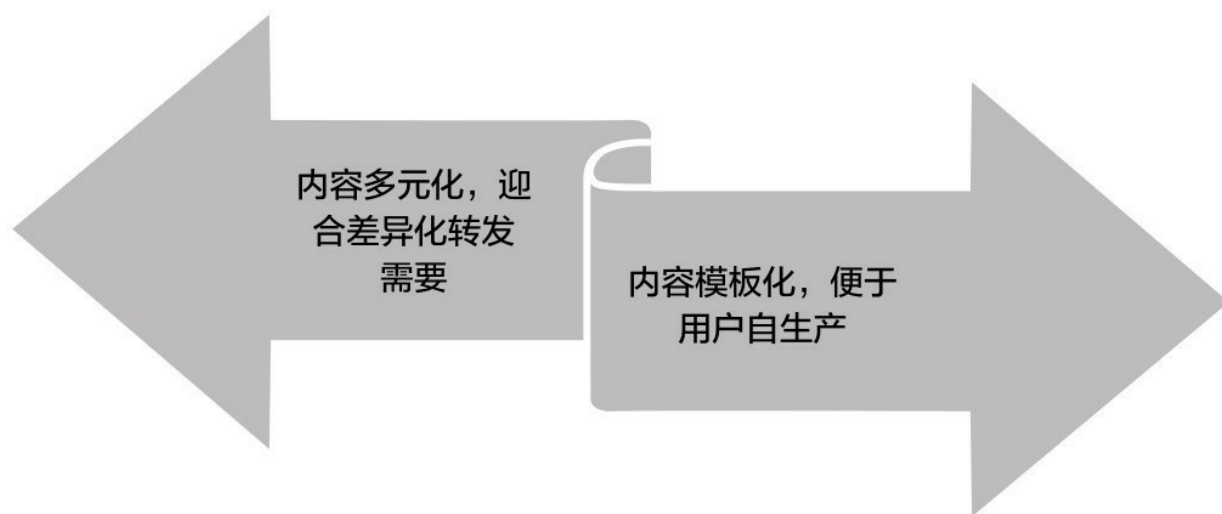 内容多元化，迎
合差异化转发
需要
内容模板化，便于
用户自生产